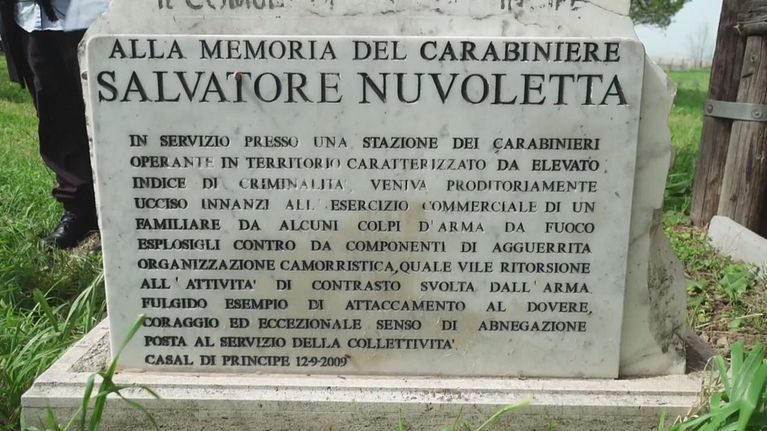 IL COMUNE
ALLA MEMORIA DEL CARABINIERE
SALVATORE NUVOLETTA
IN SERVIZIO PRESSO UNA STAZIONE DEI CARABINIERI
OPERANTE IN TERRITORIO CARATTERIZZATO DA ELEVATO
INDICE DI CRIMINALITA' VENIVA PRODITORIAMENTE
UCCISO INNANZI ALL'ESERCIZIO COMMERCIALE DI UN
FAMILIARE DA ALCUNI COLPI D'ARMA DA FUOCO
ESPLOSIGLI CONTRO DA COMPONENTI DI AGGUERRITA
ORGANIZZAZIONE CAMORRISTICA, QUALE VILE RITORSIONE
ALL'ATTIVITA' DI CONTRASTO SVOLTA DALL'ARMA.
FULGIDO ESEMPIO DI ATTACCAMENTO AL DOVERE,
CORAGGIO ED ECCEZIONALE SENSO DI ABNEGAZIONE
POSTA AL SERVIZIO DELLA COLLETTIVITA'.
CASAL DI PRINCIPE 12-9-2009